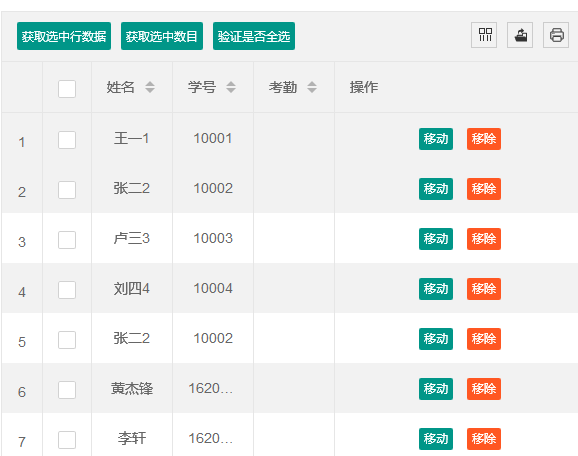 获取选中行数据 获取选中数目 验证是否全选
姓名 学号 考勤 操作
1 王一1 10001 移动 移除
2 张二2 10002 移动 移除
3 卢三3 10003 移动 移除
4 刘四4 10004 移动 移除
5 张二2 10002 移动 移除
6 黄杰锋 1620... 移动 移除
7 李轩 1620... 移动 移除